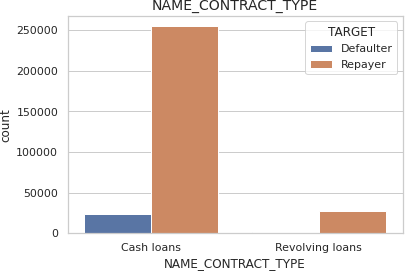 NAME_CONTRACT_TYPE
TARGET
Defaulter
Repayer
250000
200000
150000
100000
50000
0
count
Cash loans
Revolving loans
NAME_CONTRACT_TYPE